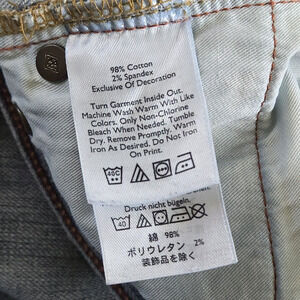 98% Cotton
2% Spandex
Exclusive Of Decoration
Turn Garment Inside Out.
Machine Wash Warm With Like
Colors. Only Non-Chlorine
Bleach When Needed. Tumble
Dry. Remove Promptly. Warm
Iron As Desired. Do Not Iron
On Print.
40C
Druck nicht bügeln.
40
綿 98%
ポリウレタン 2%
装飾品を除く